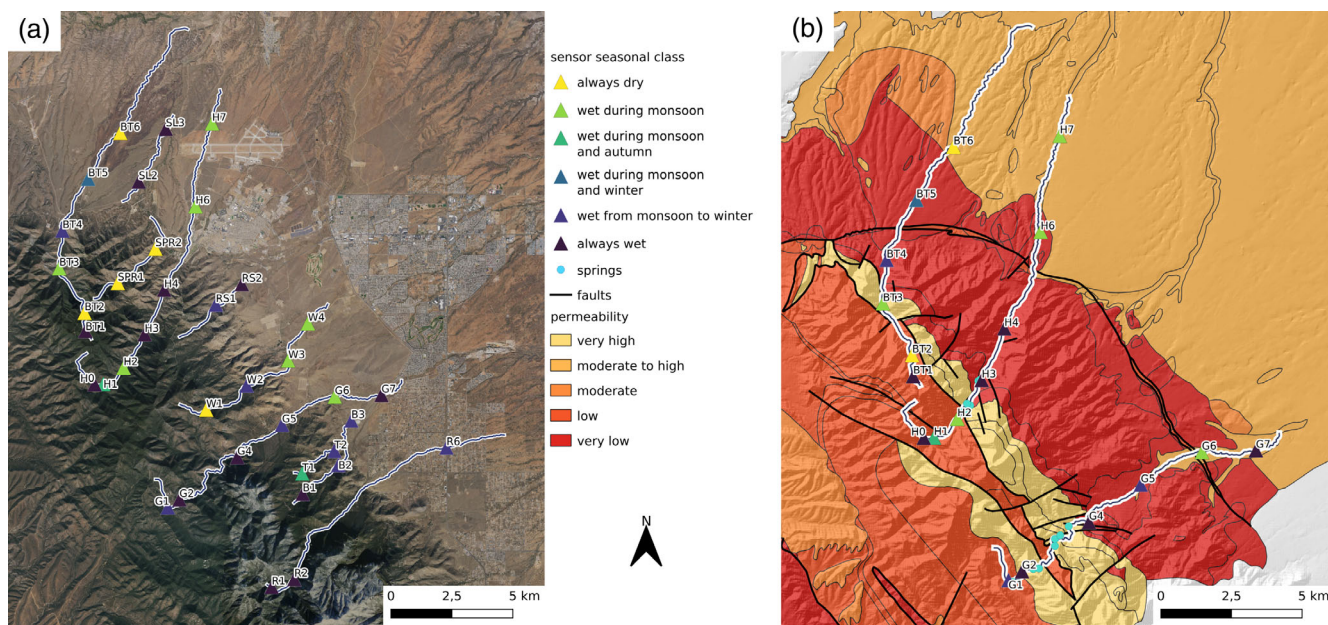 (a)
BT6
SL3
H7
BT5
SL2
H6
BT4
SPR2
BT3
SPR1
H4
RS2
BT2
RS1
BT1
H3
W4
H2
W3
H0
H1
W2
W1
G6
G7
G5
B3
G4
T2
R6
T1
B2
B1
G2
G1
R2
R1
0
2,5
5 km
sensor seasonal class
always dry
wet during monsoon
wet during monsoon
and autumn
wet during monsoon
and winter
wet from monsoon to winter
always wet
springs
faults
permeability
very high
moderate to high
moderate
low
very low
N
(b)
H7
BT6
BT5
H6
BT4
BT3
H4
BT2
BT1
H3
H2
H0
H1
G6
G7
G5
G4
G2
G1
0
2,5
5 km